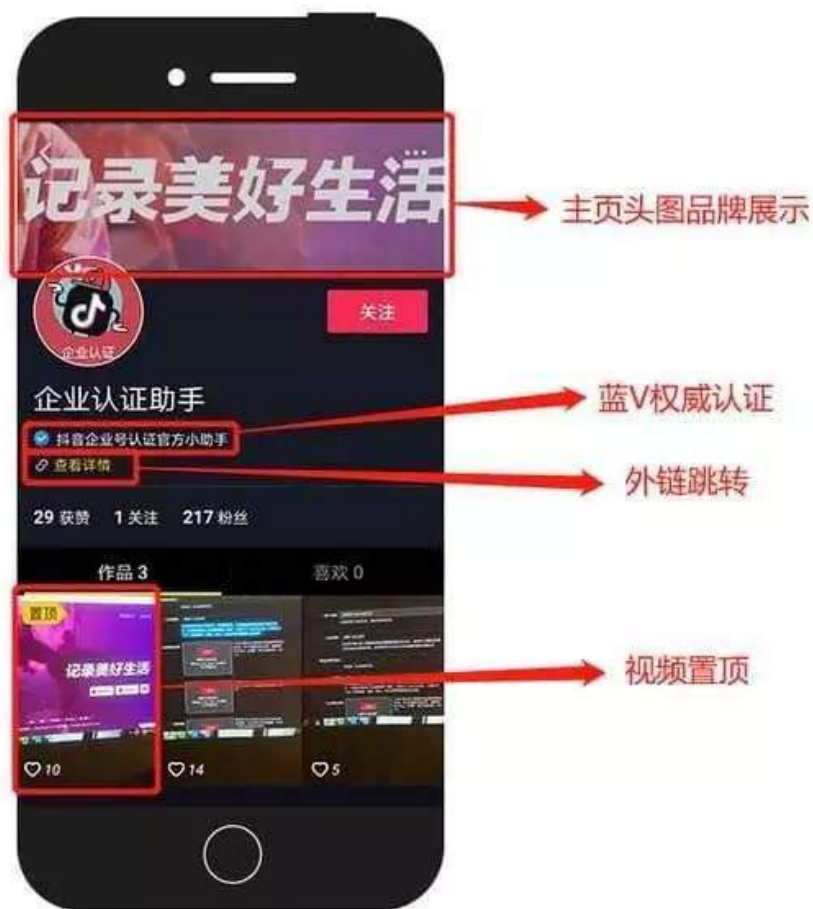 记录美好生活
主页头图品牌展示
企业认证
关注
企业认证助手
抖音企业号认证官方小助手
蓝V权威认证
查看详情
外链跳转
29 获赞 1 关注 217 粉丝
作品 3 喜欢 0
置顶
记录美好生活
视频置顶
10 14 5